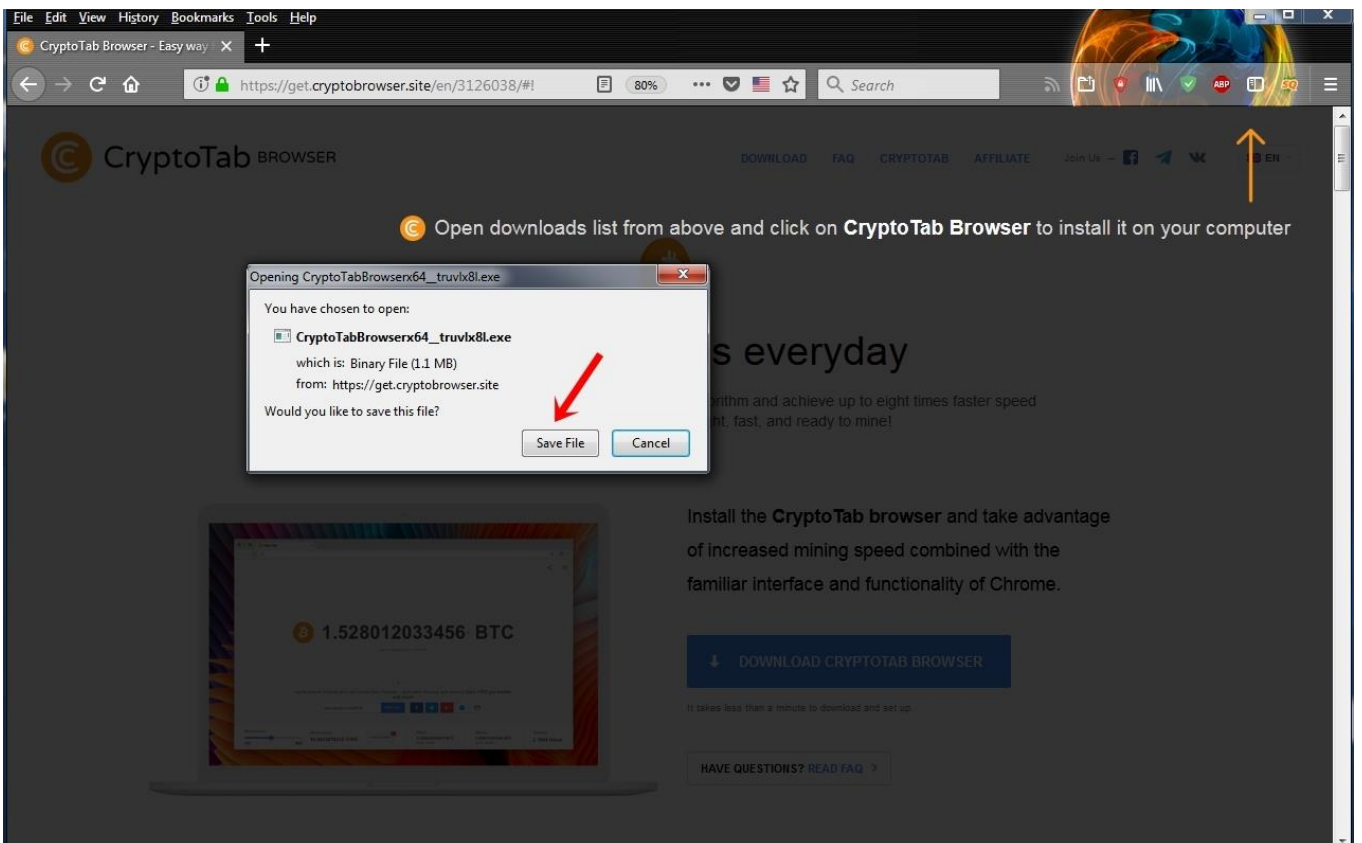 File Edit View History Bookmarks Tools Help
CryptoTab Browser - Easy way
https://get.cryptobrowser.site/en/3126038/#!
80%
Search
ABP
SQ
CryptoTab BROWSER
DOWNLOAD FAQ CRYPTOTAB AFFILIATE Join Us – EN
Open downloads list from above and click on CryptoTab Browser to install it on your computer
Opening CryptoTabBrowserx64__truvlx8l.exe
You have chosen to open:
CryptoTabBrowserx64__truvlx8l.exe
which is: Binary File (1.1 MB)
from: https://get.cryptobrowser.site
Would you like to save this file?
Save File Cancel
s everyday
rithm and achieve up to eight times faster speed
ht, fast, and ready to mine!
Install the CryptoTab browser and take advantage
of increased mining speed combined with the
familiar interface and functionality of Chrome.
1.528012033456 BTC
DOWNLOAD CRYPTOTAB BROWSER
It takes less than a minute to download and set up.
HAVE QUESTIONS? READ FAQ >